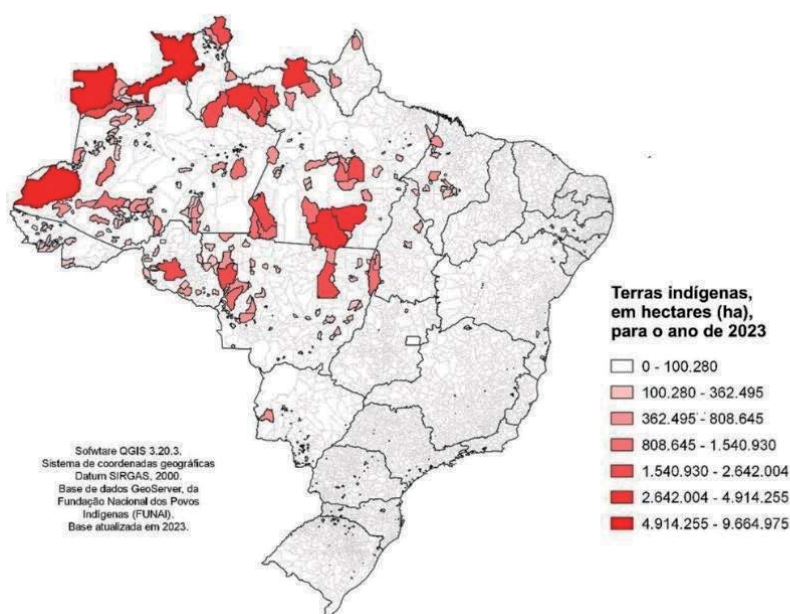 Terras indígenas,
em hectares (ha),
para o ano de 2023
0 - 100.280
100.280 - 362.495
362.495 - 808.645
808.645 - 1.540.930
1.540.930 - 2.642.004
2.642.004 - 4.914.255
4.914.255 - 9.664.975
Sofwtare QGIS 3.20.3.
Sistema de coordenadas geográficas
Datum SIRGAS, 2000.
Base de dados GeoServer, da
Fundação Nacional dos Povos
Indígenas (FUNAI).
Base atualizada em 2023.